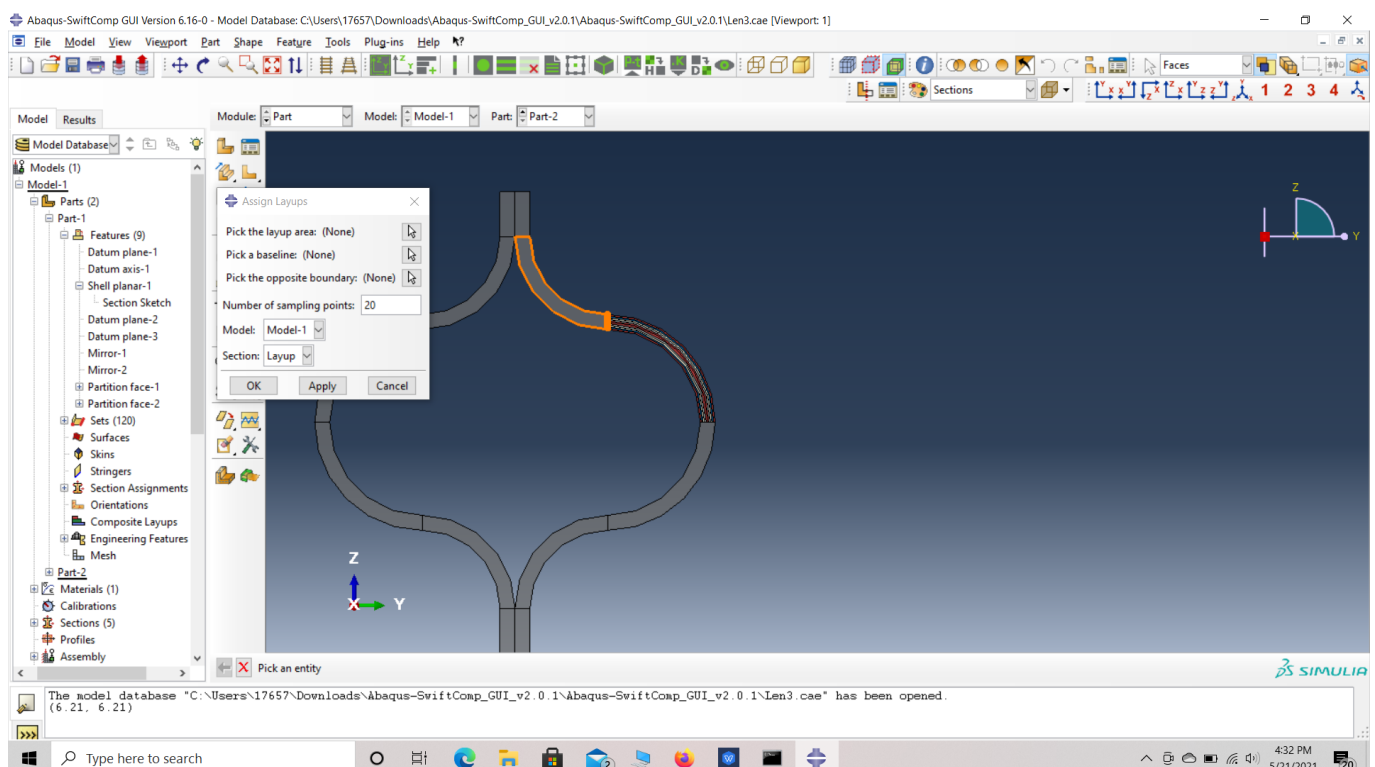 Abaqus-SwiftComp GUI Version 6.16-0 - Model Database: C:\Users\17657\Downloads\Abaqus-SwiftComp_GUI_v2.0.1\Abaqus-SwiftComp_GUI_v2.0.1\Len3.cae [Viewport: 1]
File Model View Viewport Part Shape Feature Tools Plug-ins Help
Faces
Sections
1 2 3 4
Model Results
Module: Part Model: Model-1 Part: Part-2
Model Database
Models (1)
Model-1
Parts (2)
Part-1
Features (9)
Datum plane-1
Datum axis-1
Shell planar-1
Section Sketch
Datum plane-2
Datum plane-3
Mirror-1
Mirror-2
Partition face-1
Partition face-2
Sets (120)
Surfaces
Skins
Stringers
Section Assignments
Orientations
Composite Layups
Engineering Features
Mesh
Part-2
Materials (1)
Calibrations
Sections (5)
Profiles
Assembly
Assign Layups
Pick the layup area: (None)
Pick a baseline: (None)
Pick the opposite boundary: (None)
Number of sampling points: 20
Model: Model-1
Section: Layup
OK Apply Cancel
Z
X Y
Z
X Y
Pick an entity
SIMULIA
The model database "C:\Users\17657\Downloads\Abaqus-SwiftComp_GUI_v2.0.1\Abaqus-SwiftComp_GUI_v2.0.1\Len3.cae" has been opened.
(6.21, 6.21)
>>>
Type here to search
4:32 PM
5/21/2021
20